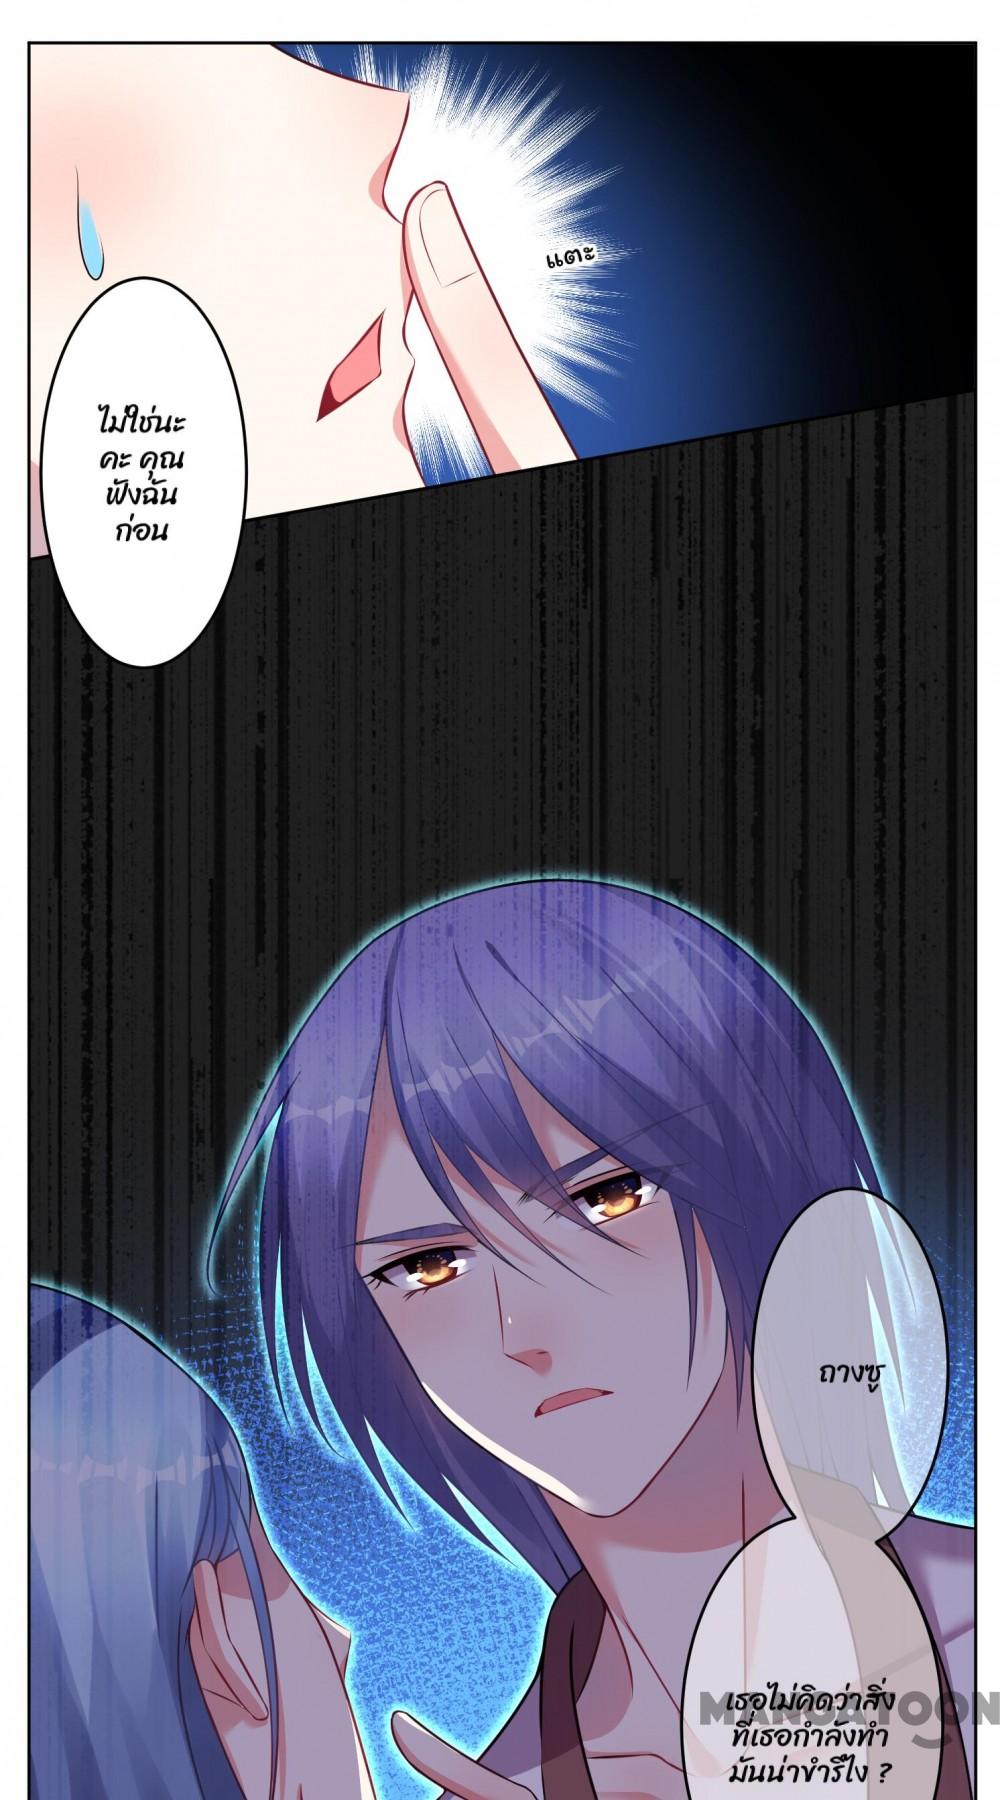 แตะ
ไม่ใช่นะ
คะ คุณ
ฟังฉัน
ก่อน
ถางซู
เธอไม่คิดว่าสิ่ง
ที่เธอกำลังทำ
มันน่าขำรึไง ?
MANGATOON